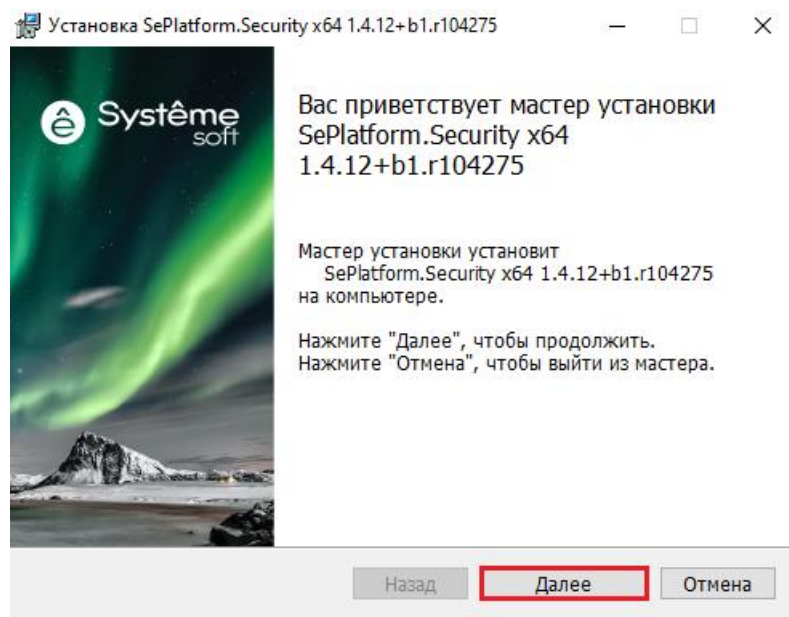 Установка SePlatform.Security x64 1.4.12+b1.r104275
ê Système
soft
Вас приветствует мастер установки
SePlatform.Security x64
1.4.12+b1.r104275
Мастер установки установит
SePlatform.Security x64 1.4.12+b1.r104275
на компьютере.
Нажмите "Далее", чтобы продолжить.
Нажмите "Отмена", чтобы выйти из мастера.
Назад Далее Отмена